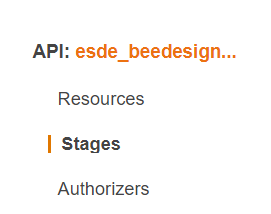 API: esde_beedesign...
Resources
Stages
Authorizers